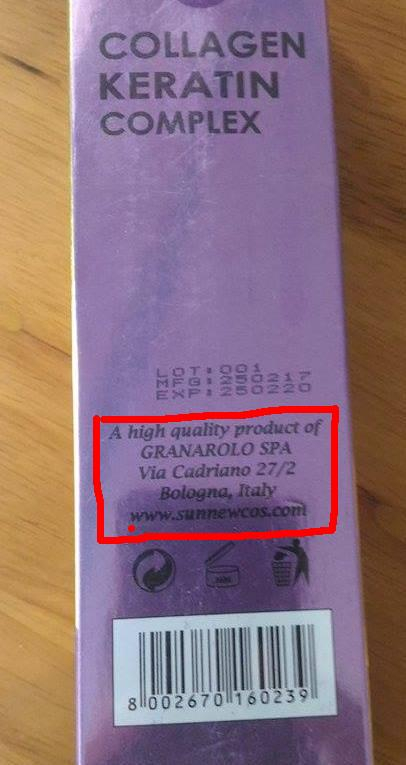 COLLAGEN
KERATIN
COMPLEX
LOT:001
MFG:250217
EXP:250220
A high quality product of
GRANAROLO SPA
Via Cadriano 27/2
Bologna, Italy
www.sunnewcos.com
8 002670 160239